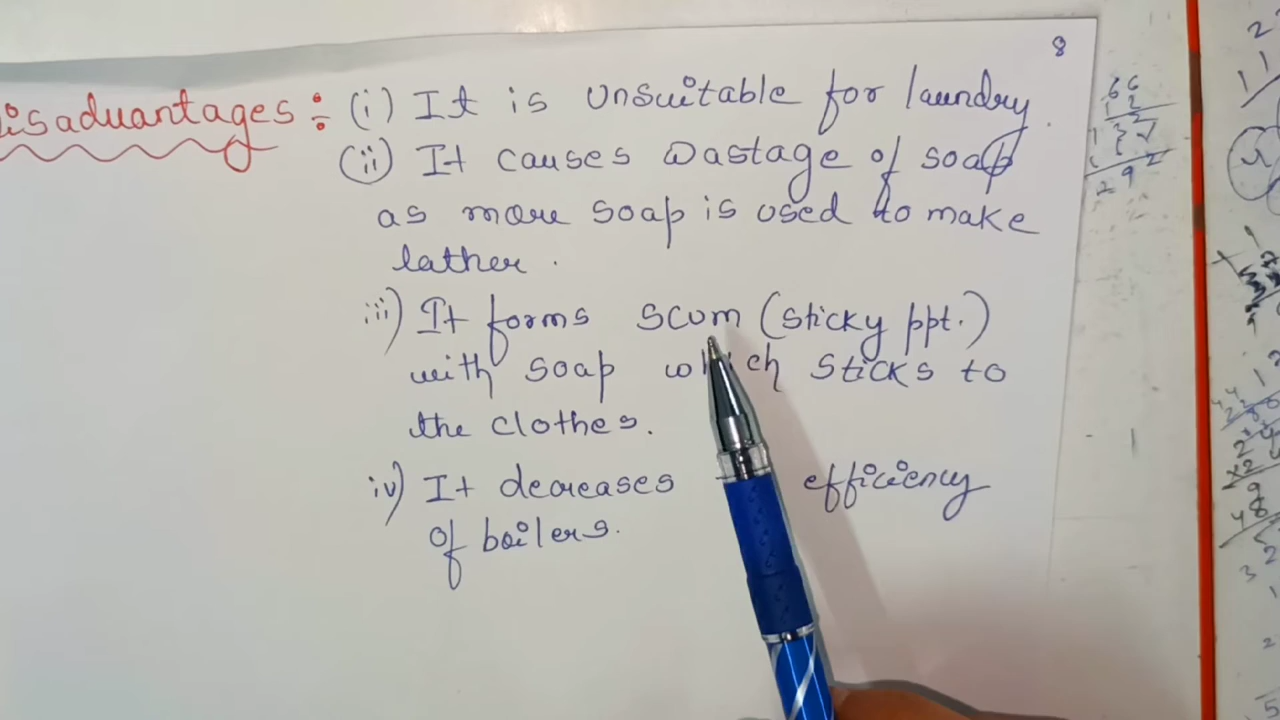 8
isadvantages :- (i) It is unsuitable for laundry.
(ii) It causes wastage of soap
as more soap is used to make
lather.
iii) It forms scum (sticky ppt.)
with soap which sticks to
the clothes.
iv) It decreases efficiency
of boilers.